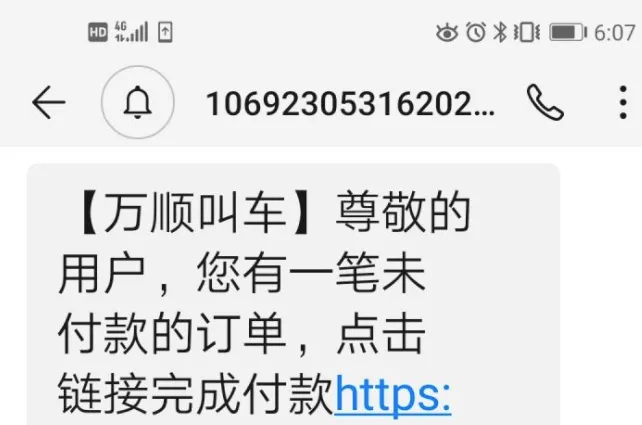 HD 4G 6:07
10692305316202...
【万顺叫车】尊敬的
用户，您有一笔未
付款的订单，点击
链接完成付款https: